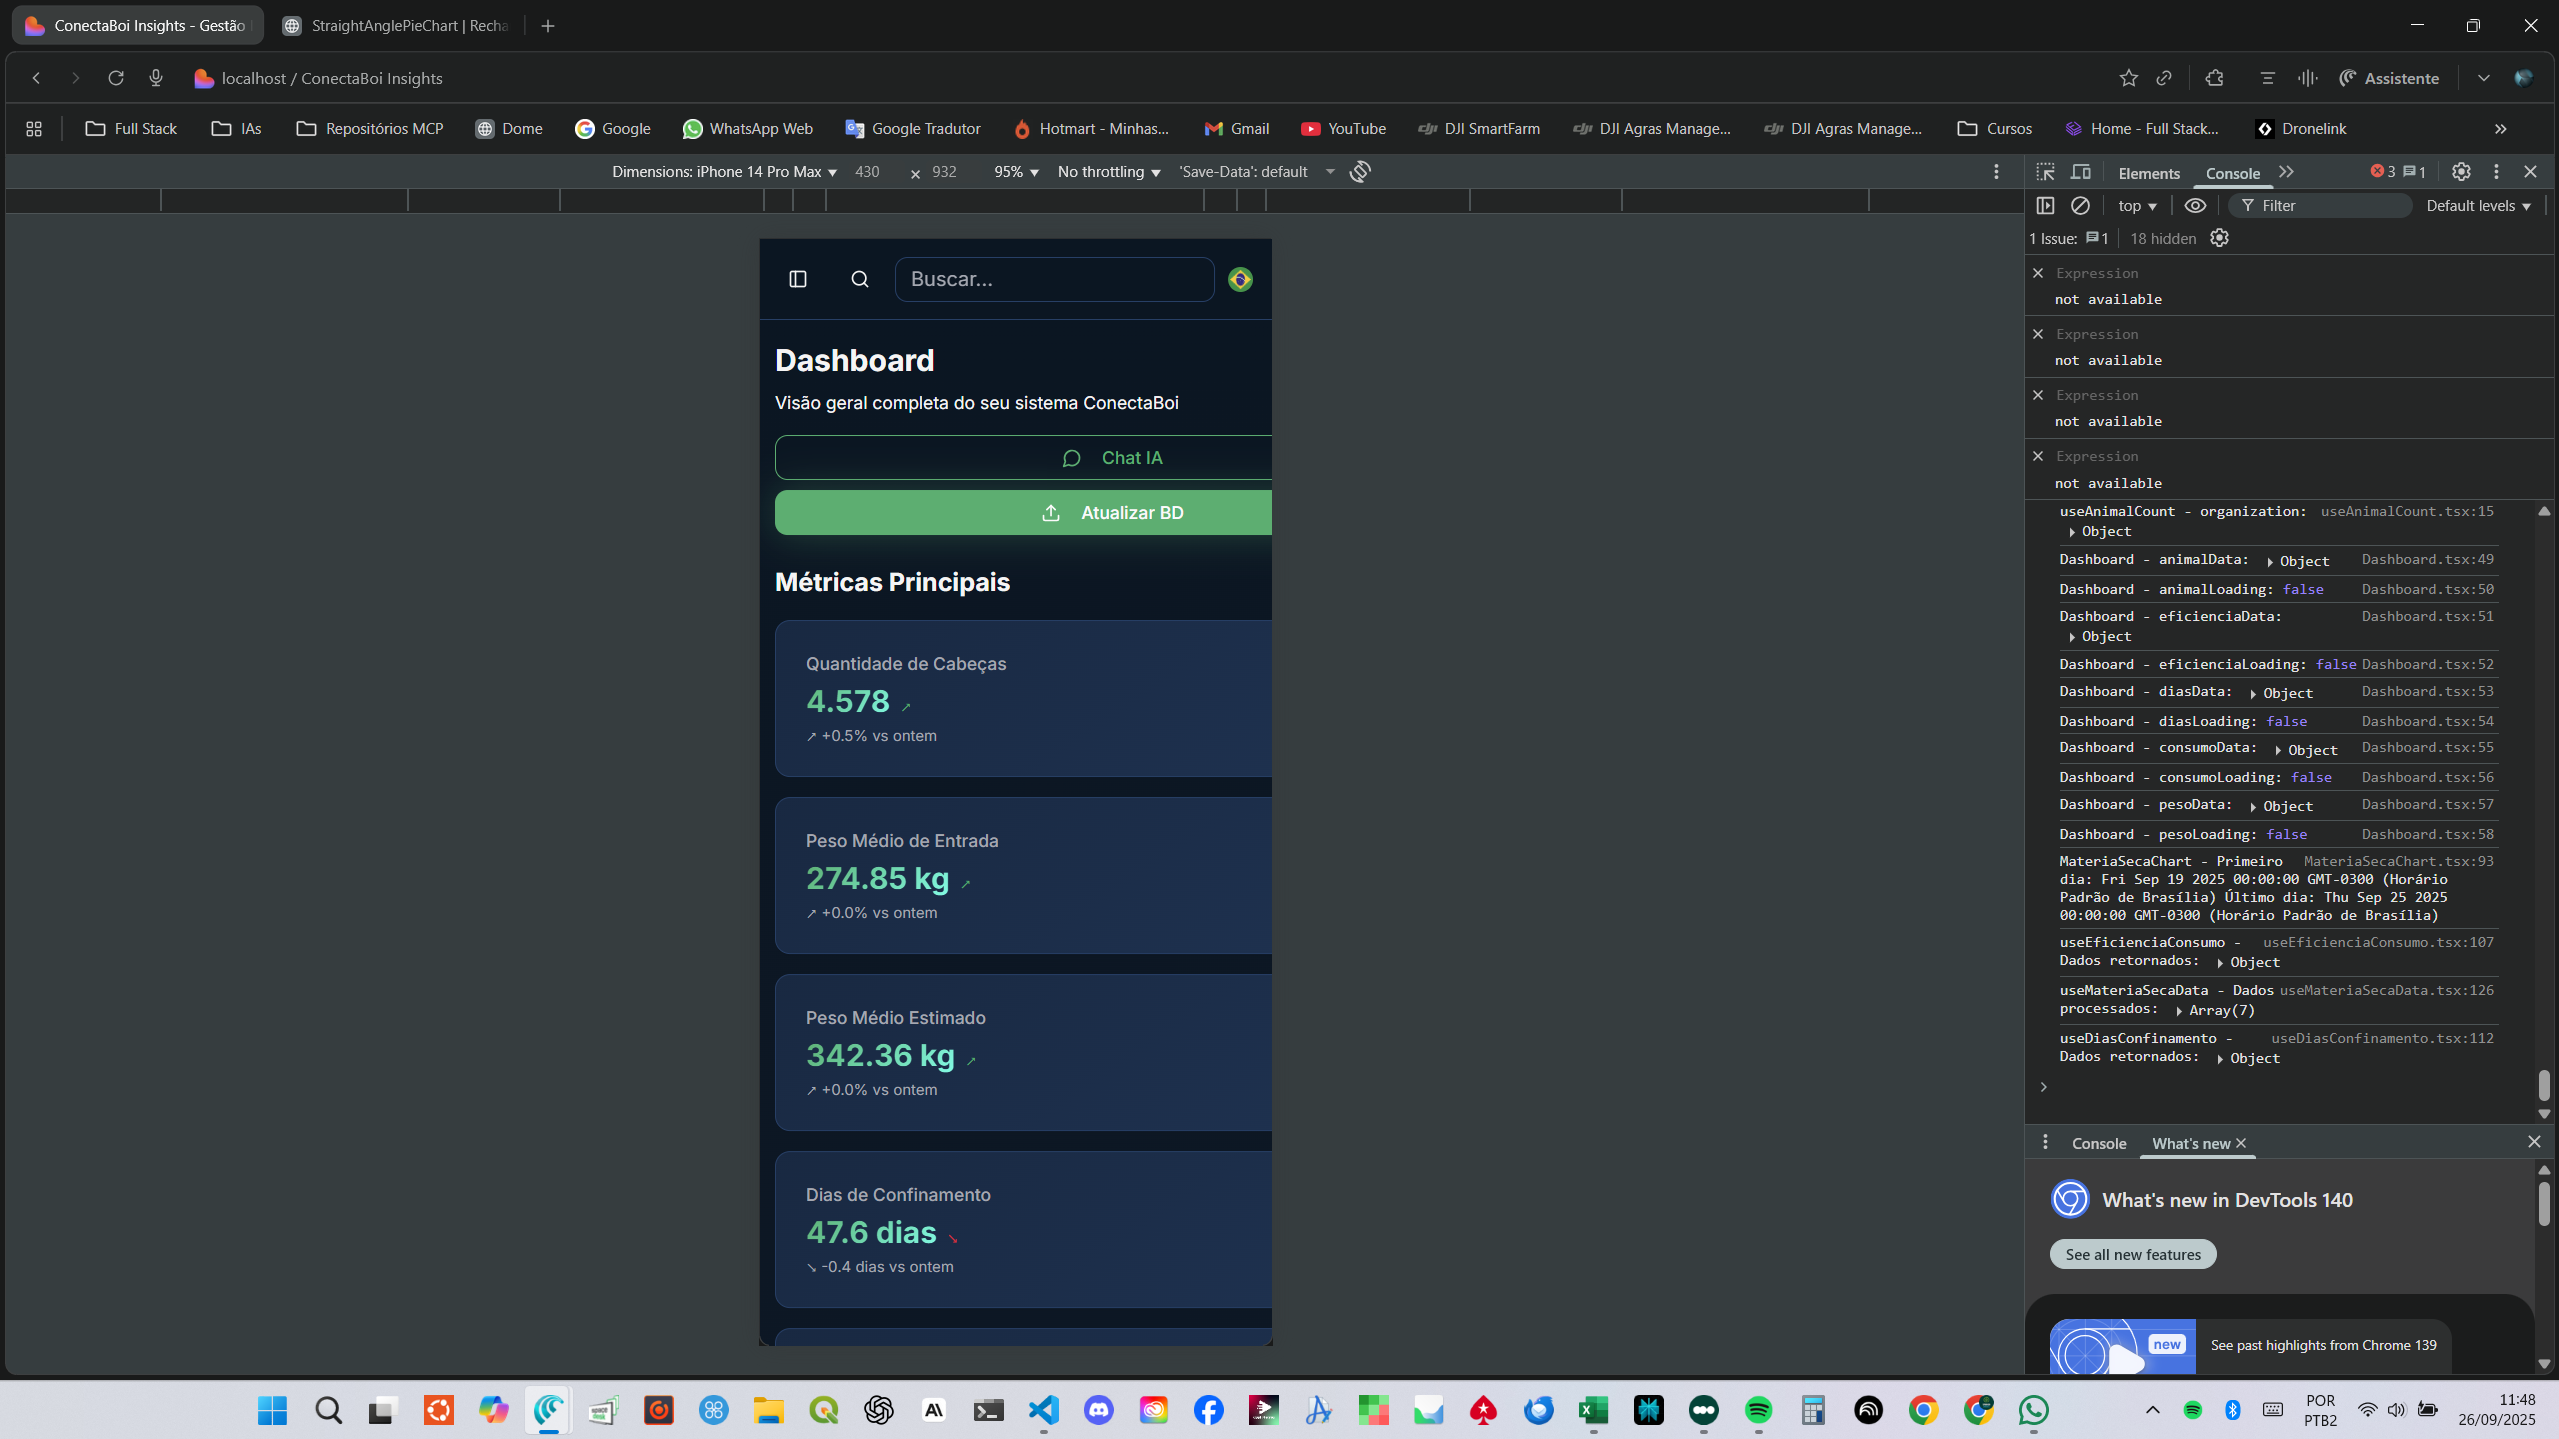 ConectaBoi Insights - Gestão
StraightAnglePieChart | Recha
localhost / ConectaBoi Insights
Assistente
Full Stack
IAs
Repositórios MCP
Dome
Google
WhatsApp Web
Google Tradutor
Hotmart - Minhas...
Gmail
YouTube
DJI SmartFarm
DJI Agras Manage...
DJI Agras Manage...
Cursos
Home - Full Stack...
Dronelink
Dimensions: iPhone 14 Pro Max 430 × 932 95% No throttling 'Save-Data': default
Buscar...
Dashboard
Visão geral completa do seu sistema ConectaBoi
Chat IA
Atualizar BD
Métricas Principais
Quantidade de Cabeças
4.578 ↗
↗ +0.5% vs ontem
Peso Médio de Entrada
274.85 kg ↗
↗ +0.0% vs ontem
Peso Médio Estimado
342.36 kg ↗
↗ +0.0% vs ontem
Dias de Confinamento
47.6 dias ↘
↘ -0.4 dias vs ontem
Elements Console 3 1
top Filter Default levels
1 Issue: 1 18 hidden
Expression
not available
Expression
not available
Expression
not available
Expression
not available
useAnimalCount - organization: useAnimalCount.tsx:15
Object
Dashboard - animalData: Object Dashboard.tsx:49
Dashboard - animalLoading: false Dashboard.tsx:50
Dashboard - eficienciaData: Dashboard.tsx:51
Object
Dashboard - eficienciaLoading: false Dashboard.tsx:52
Dashboard - diasData: Object Dashboard.tsx:53
Dashboard - diasLoading: false Dashboard.tsx:54
Dashboard - consumoData: Object Dashboard.tsx:55
Dashboard - consumoLoading: false Dashboard.tsx:56
Dashboard - pesoData: Object Dashboard.tsx:57
Dashboard - pesoLoading: false Dashboard.tsx:58
MateriaSecaChart - Primeiro MateriaSecaChart.tsx:93
dia: Fri Sep 19 2025 00:00:00 GMT-0300 (Horário
Padrão de Brasília) Último dia: Thu Sep 25 2025
00:00:00 GMT-0300 (Horário Padrão de Brasília)
useEficienciaConsumo - useEficienciaConsumo.tsx:107
Dados retornados: Object
useMateriaSecaData - Dados useMateriaSecaData.tsx:126
processados: Array(7)
useDiasConfinamento - useDiasConfinamento.tsx:112
Dados retornados: Object
Console What's new
What's new in DevTools 140
See all new features
new
See past highlights from Chrome 139
POR
PTB2
11:48
26/09/2025